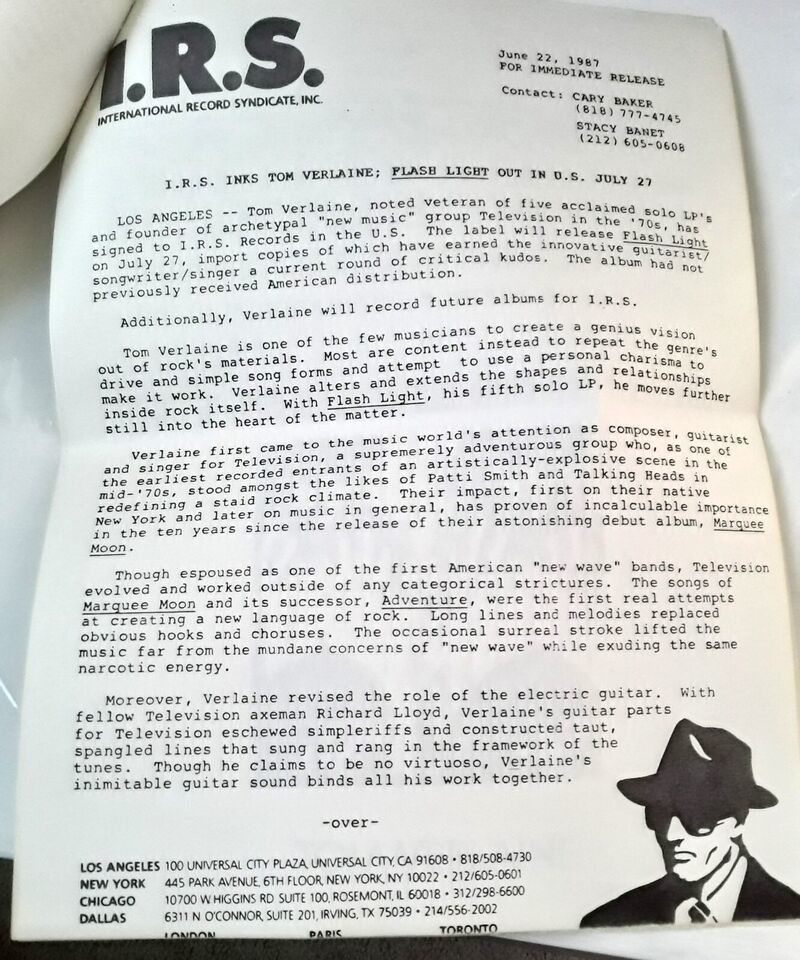 I.R.S.
INTERNATIONAL RECORD SYNDICATE, INC.
June 22, 1987
FOR IMMEDIATE RELEASE
Contact: CARY BAKER
(818) 777-4745
STACY BANET
(212) 605-0608
I.R.S. INKS TOM VERLAINE; FLASH LIGHT OUT IN U.S. JULY 27
LOS ANGELES -- Tom Verlaine, noted veteran of five acclaimed solo LP's
and founder of archetypal "new music" group Television in the '70s, has
signed to I.R.S. Records in the U.S. The label will release Flash Light
on July 27, import copies of which have earned the innovative guitarist/
songwriter/singer a current round of critical kudos. The album had not
previously received American distribution.
Additionally, Verlaine will record future albums for I.R.S.
Tom Verlaine is one of the few musicians to create a genius vision
out of rock's materials. Most are content instead to repeat the genre's
drive and simple song forms and attempt to use a personal charisma to
make it work. Verlaine alters and extends the shapes and relationships
inside rock itself. With Flash Light, his fifth solo LP, he moves further
still into the heart of the matter.
Verlaine first came to the music world's attention as composer, guitarist
and singer for Television, a supremerely adventurous group who, as one of
the earliest recorded entrants of an artistically-explosive scene in the
mid-'70s, stood amongst the likes of Patti Smith and Talking Heads in
redefining a staid rock climate. Their impact, first on their native
New York and later on music in general, has proven of incalculable importance
in the ten years since the release of their astonishing debut album, Marquee
Moon.
Though espoused as one of the first American "new wave" bands, Television
evolved and worked outside of any categorical strictures. The songs of
Marquee Moon and its successor, Adventure, were the first real attempts
at creating a new language of rock. Long lines and melodies replaced
obvious hooks and choruses. The occasional surreal stroke lifted the
music far from the mundane concerns of "new wave" while exuding the same
narcotic energy.
Moreover, Verlaine revised the role of the electric guitar. With
fellow Television axeman Richard Lloyd, Verlaine's guitar parts
for Television eschewed simpleriffs and constructed taut,
spangled lines that sung and rang in the framework of the
tunes. Though he claims to be no virtuoso, Verlaine's
inimitable guitar sound binds all his work together.
-over-
LOS ANGELES 100 UNIVERSAL CITY PLAZA, UNIVERSAL CITY, CA 91608 • 818/508-4730
NEW YORK 445 PARK AVENUE, 6TH FLOOR, NEW YORK, NY 10022 • 212/605-0601
CHICAGO 10700 W HIGGINS RD SUITE 100, ROSEMONT, IL 60018 • 312/298-6600
DALLAS 6311 N O'CONNOR, SUITE 201, IRVING, TX 75039 • 214/556-2002
LONDON PARIS TORONTO